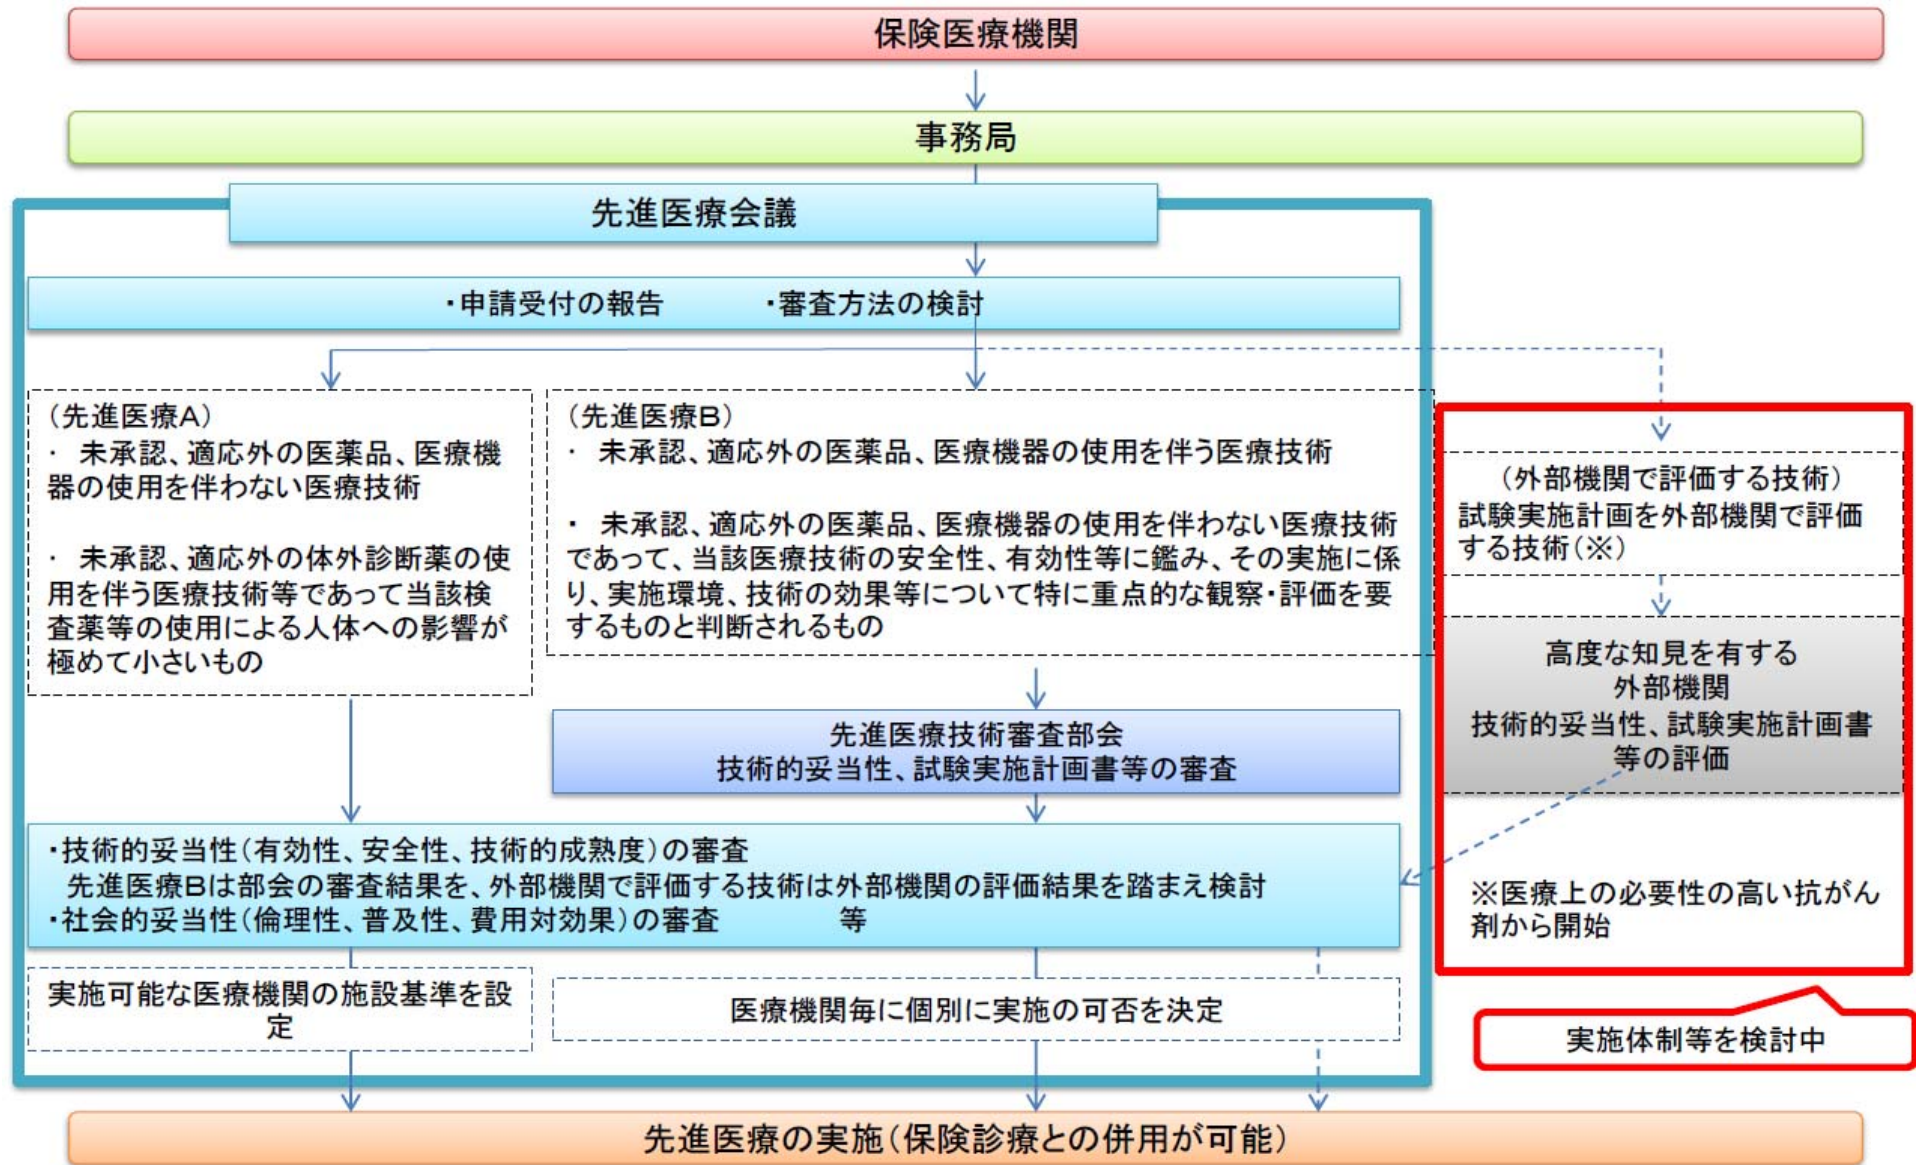 保険医療機関
事務局
先進医療会議
・申請受付の報告　　　・審査方法の検討
（先進医療A）
・ 未承認、適応外の医薬品、医療機
器の使用を伴わない医療技術
・ 未承認、適応外の体外診断薬の使
用を伴う医療技術等であって当該検
査薬等の使用による人体への影響が
極めて小さいもの
（先進医療B）
・ 未承認、適応外の医薬品、医療機器の使用を伴う医療技術
・ 未承認、適応外の医薬品、医療機器の使用を伴わない医療技術
であって、当該医療技術の安全性、有効性等に鑑み、その実施に係
り、実施環境、技術の効果等について特に重点的な観察・評価を要
するものと判断されるもの
（外部機関で評価する技術）
試験実施計画を外部機関で評価
する技術（※）
高度な知見を有する
外部機関
技術的妥当性、試験実施計画書
等の評価
先進医療技術審査部会
技術的妥当性、試験実施計画書等の審査
・技術的妥当性（有効性、安全性、技術的成熟度）の審査
先進医療Bは部会の審査結果を、外部機関で評価する技術は外部機関の評価結果を踏まえ検討
・社会的妥当性（倫理性、普及性、費用対効果）の審査　　　　等
※医療上の必要性の高い抗がん
剤から開始
実施可能な医療機関の施設基準を設
定
医療機関毎に個別に実施の可否を決定
実施体制等を検討中
先進医療の実施（保険診療との併用が可能）